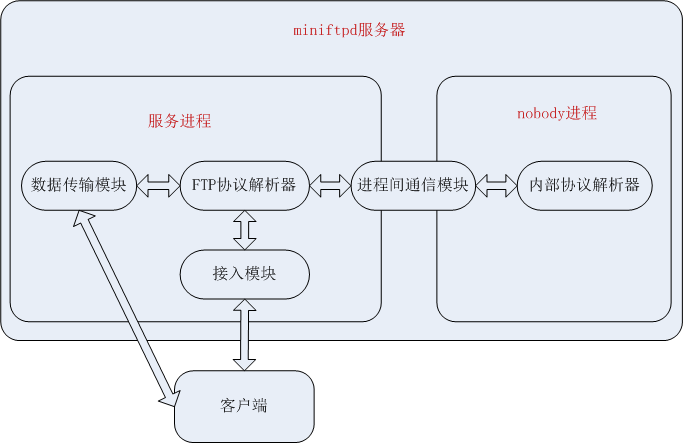 miniftpd服务器
服务进程
nobody进程
数据传输模块
FTP协议解析器
进程间通信模块
内部协议解析器
接入模块
客户端